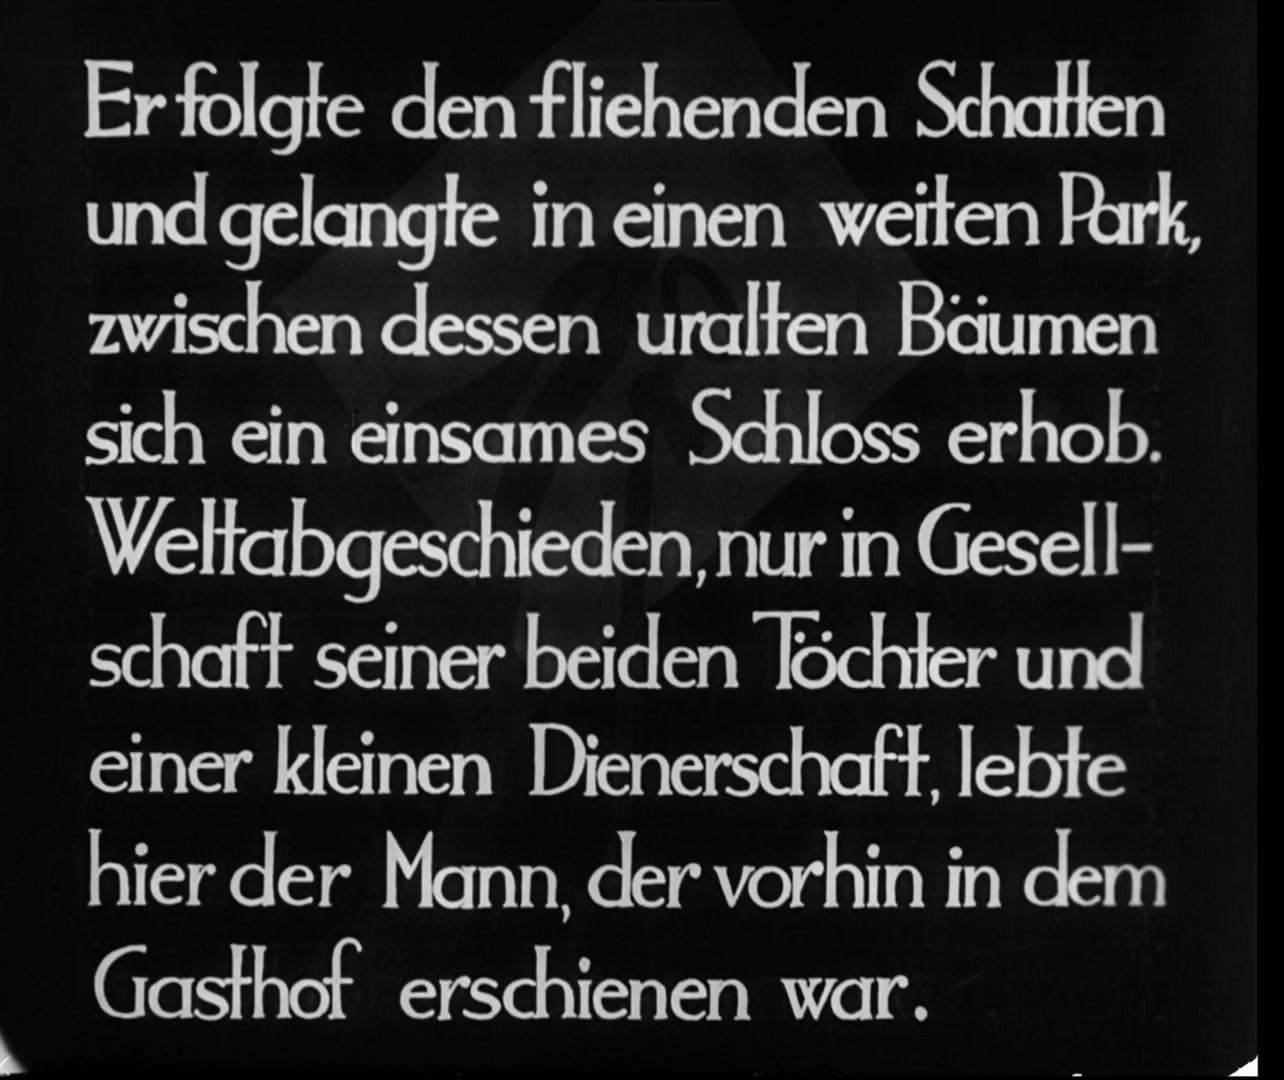 Er folgte den fliehenden Schatten
und gelangte in einen weiten Park,
zwischen dessen uralten Bäumen
sich ein einsames Schloss erhob.
Weltabgeschieden, nur in Gesell-
schaft seiner beiden Töchter und
einer kleinen Dienerschaft, lebte
hier der Mann, der vorhin in dem
Gasthof erschienen war.